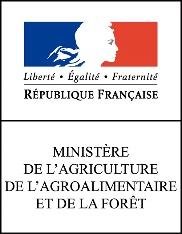 Liberté • Égalité • Fraternité
RÉPUBLIQUE FRANÇAISE
MINISTÈRE
DE L'AGRICULTURE
DE L'AGROALIMENTAIRE
ET DE LA FORÊT